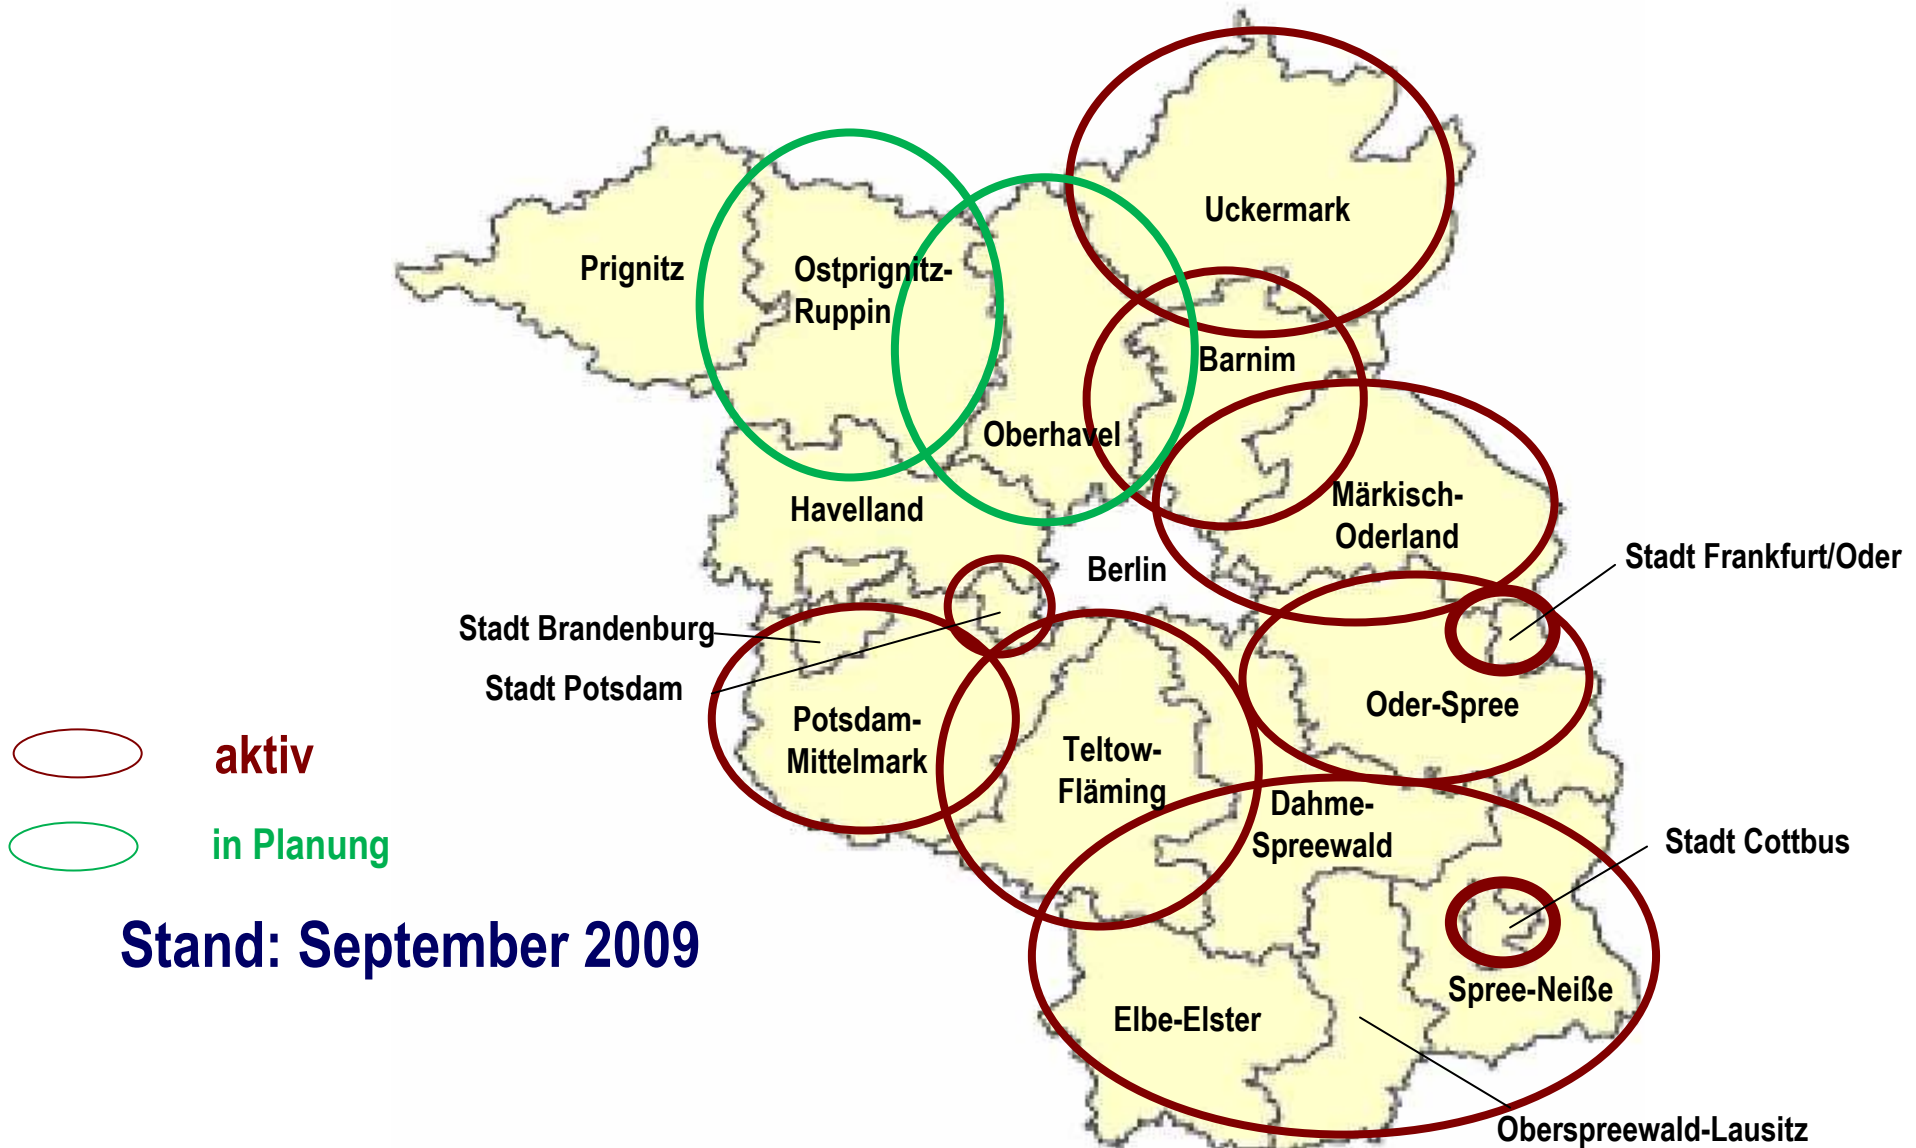 Uckermark
Prignitz
Ostprignitz-
Ruppin
Barnim
Oberhavel
Havelland
Märkisch-
Oderland
Berlin
Stadt Frankfurt/Oder
Stadt Brandenburg
Stadt Potsdam
Oder-Spree
Potsdam-
Mittelmark
Teltow-
Fläming
aktiv
Dahme-
Spreewald
in Planung
Stadt Cottbus
Stand: September 2009
Spree-Neiße
Elbe-Elster
Oberspreewald-Lausitz